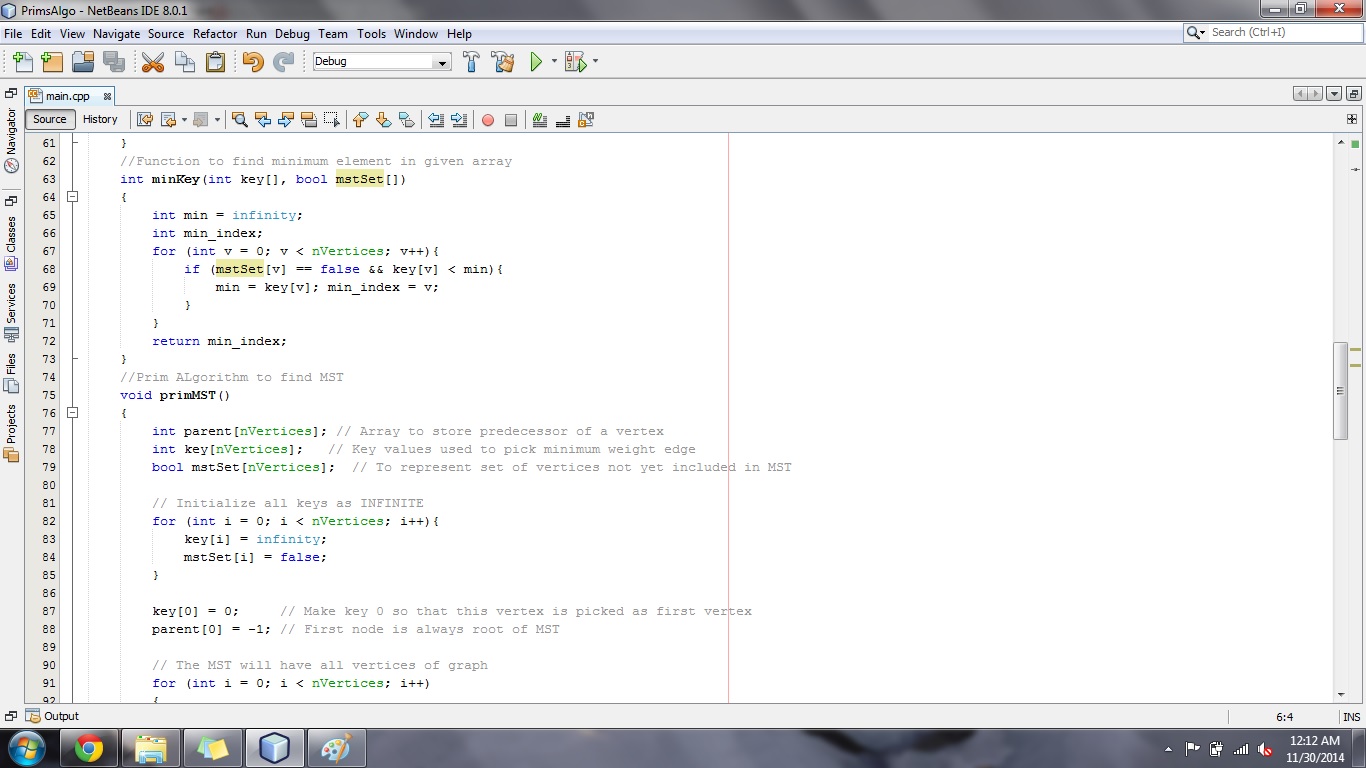 PrimsAlgo - NetBeans IDE 8.0.1
File Edit View Navigate Source Refactor Run Debug Team Tools Window Help
Search (Ctrl+I)
Debug
main.cpp
Source History
Navigator
Classes
Services
Files
Projects
61 }
62 //Function to find minimum element in given array
63 int minKey(int key[], bool mstSet[])
64 {
65 int min = infinity;
66 int min_index;
67 for (int v = 0; v < nVertices; v++){
68 if (mstSet[v] == false && key[v] < min){
69 min = key[v]; min_index = v;
70 }
71 }
72 return min_index;
73 }
74 //Prim ALgorithm to find MST
75 void primMST()
76 {
77 int parent[nVertices]; // Array to store predecessor of a vertex
78 int key[nVertices]; // Key values used to pick minimum weight edge
79 bool mstSet[nVertices]; // To represent set of vertices not yet included in MST
80
81 // Initialize all keys as INFINITE
82 for (int i = 0; i < nVertices; i++){
83 key[i] = infinity;
84 mstSet[i] = false;
85 }
86
87 key[0] = 0; // Make key 0 so that this vertex is picked as first vertex
88 parent[0] = -1; // First node is always root of MST
89
90 // The MST will have all vertices of graph
91 for (int i = 0; i < nVertices; i++)
92 {
Output
6:4 INS
12:12 AM
11/30/2014